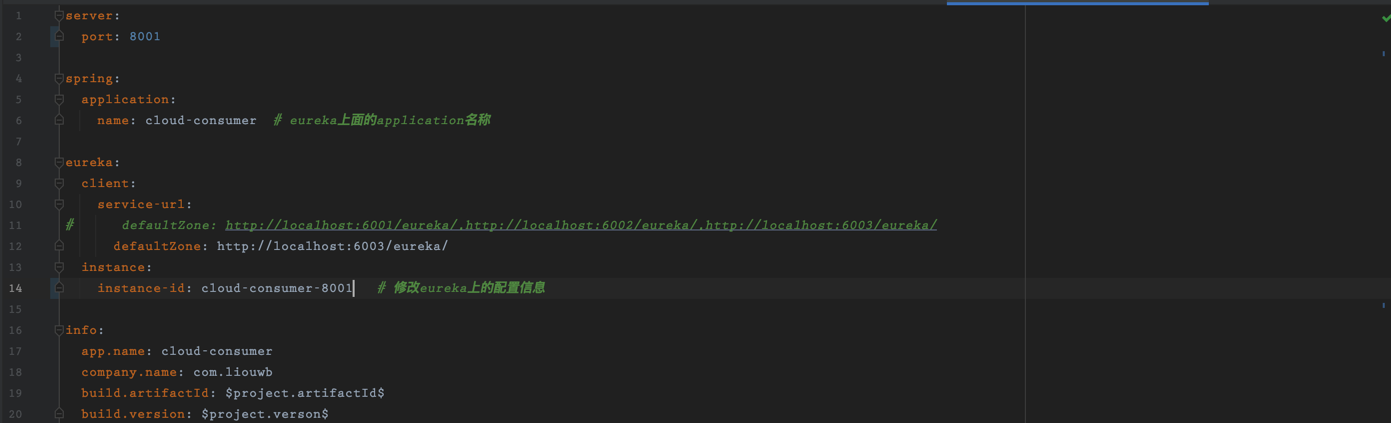 1 server:
2 port: 8001
3
4 spring:
5 application:
6 name: cloud-consumer # eureka上面的application名称
7
8 eureka:
9 client:
10 service-url:
11 # defaultZone: http://localhost:6001/eureka/,http://localhost:6002/eureka/,http://localhost:6003/eureka/
12 defaultZone: http://localhost:6003/eureka/
13 instance:
14 instance-id: cloud-consumer-8001 # 修改eureka上的配置信息
15
16 info:
17 app.name: cloud-consumer
18 company.name: com.liouwb
19 build.artifactId: $project.artifactId$
20 build.version: $project.verson$